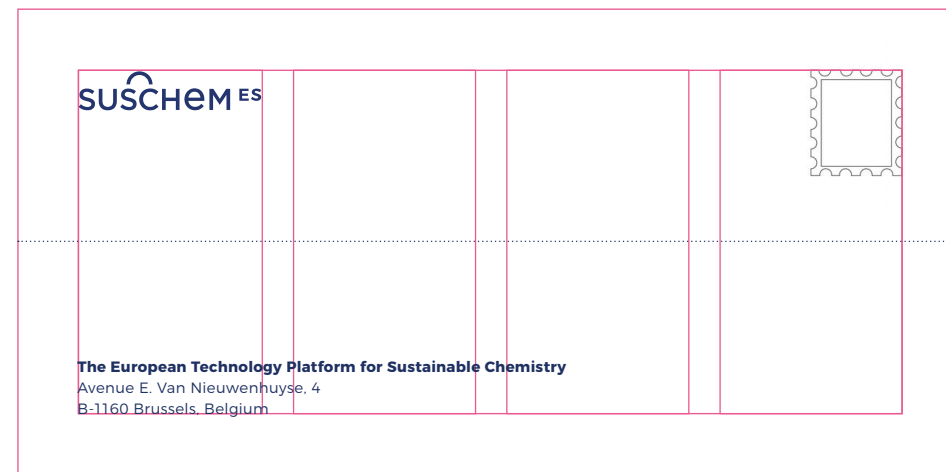 SUSCHEM ES
The European Technology Platform for Sustainable Chemistry
Avenue E. Van Nieuwenhuyse, 4
B-1160 Brussels, Belgium